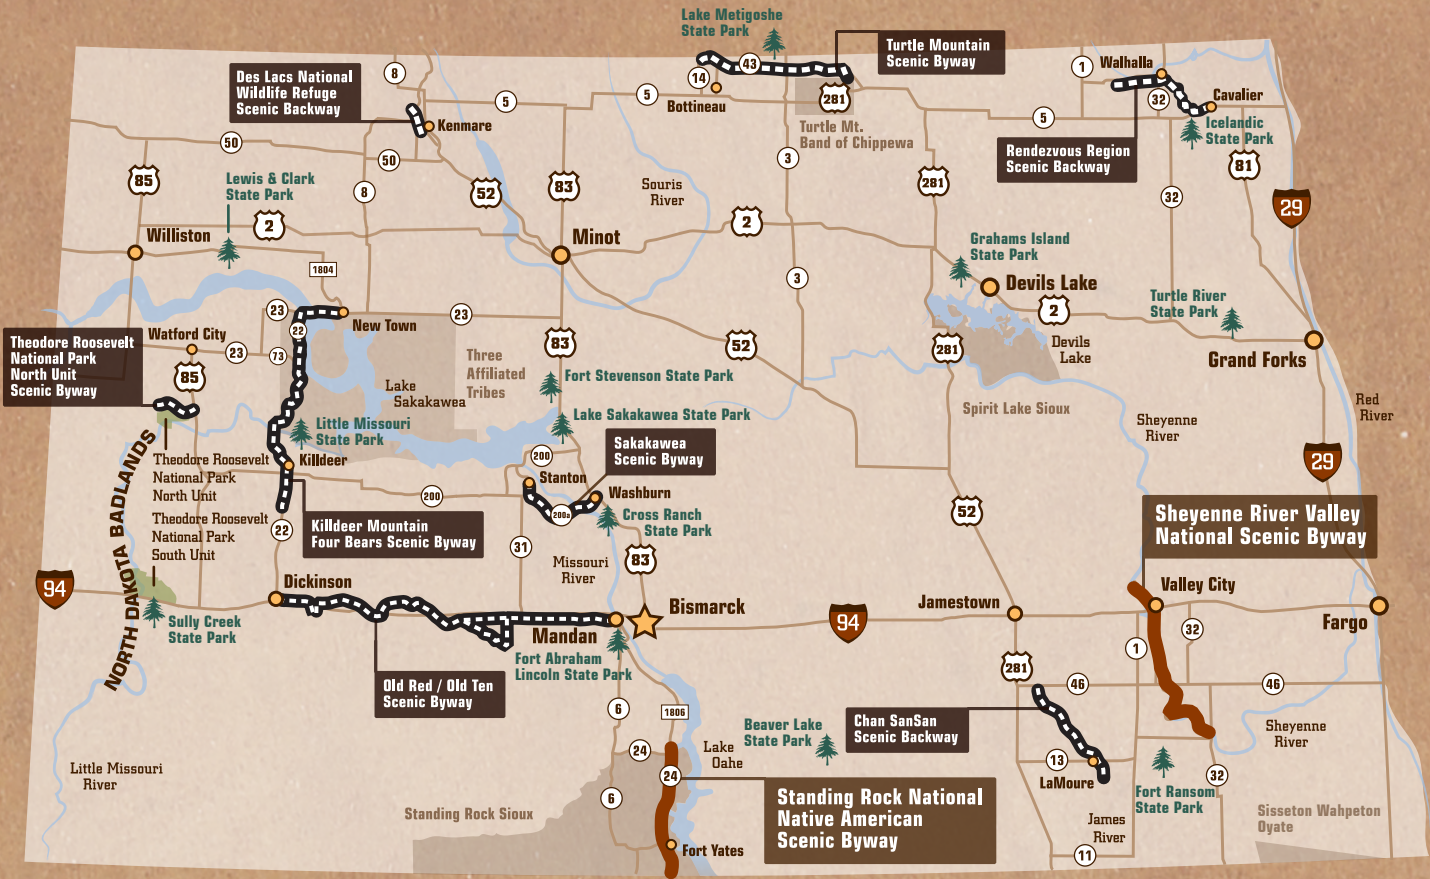 Lake Metigoshe
State Park
Turtle Mountain
Scenic Byway
43
14
Bottineau
281
Turtle Mt.
Band of Chippewa
Des Lacs National
Wildlife Refuge
Scenic Backway
8
5
5
Kenmare
50
50
8
85
52
83
3
281
5
1
Walhalla
32
Cavalier
Icelandic
State Park
Rendezvous Region
Scenic Backway
81
32
29
Lewis & Clark
State Park
2
Williston
Souris
River
2
Minot
1804
3
Grahams Island
State Park
Devils Lake
2
Turtle River
State Park
Devils
Lake
Grand Forks
281
23
22
New Town
23
Watford City
23
73
85
Theodore Roosevelt
National Park
North Unit
Scenic Byway
Three
Affiliated
Tribes
83
52
Lake
Sakakawea
Fort Stevenson State Park
Lake Sakakawea State Park
Spirit Lake Sioux
Sheyenne
River
Red
River
Little Missouri
State Park
Killdeer
Theodore Roosevelt
National Park
North Unit
Theodore Roosevelt
National Park
South Unit
NORTH DAKOTA BADLANDS
Sakakawea
Scenic Byway
200
Stanton
200
200a
Washburn
Cross Ranch
State Park
29
22
Killdeer Mountain
Four Bears Scenic Byway
31
Missouri
River
83
52
Sheyenne River Valley
National Scenic Byway
94
Dickinson
Sully Creek
State Park
Mandan
Bismarck
94
Jamestown
Valley City
Fargo
32
1
Fort Abraham
Lincoln State Park
Old Red / Old Ten
Scenic Byway
281
46
46
6
1806
24
24
6
Lake
Oahe
Beaver Lake
State Park
Chan SanSan
Scenic Backway
13
LaMoure
Sheyenne
River
Fort Ransom
State Park
32
Little Missouri
River
Standing Rock Sioux
Standing Rock National
Native American
Scenic Byway
Fort Yates
James
River
11
Sisseton Wahpeton
Oyate